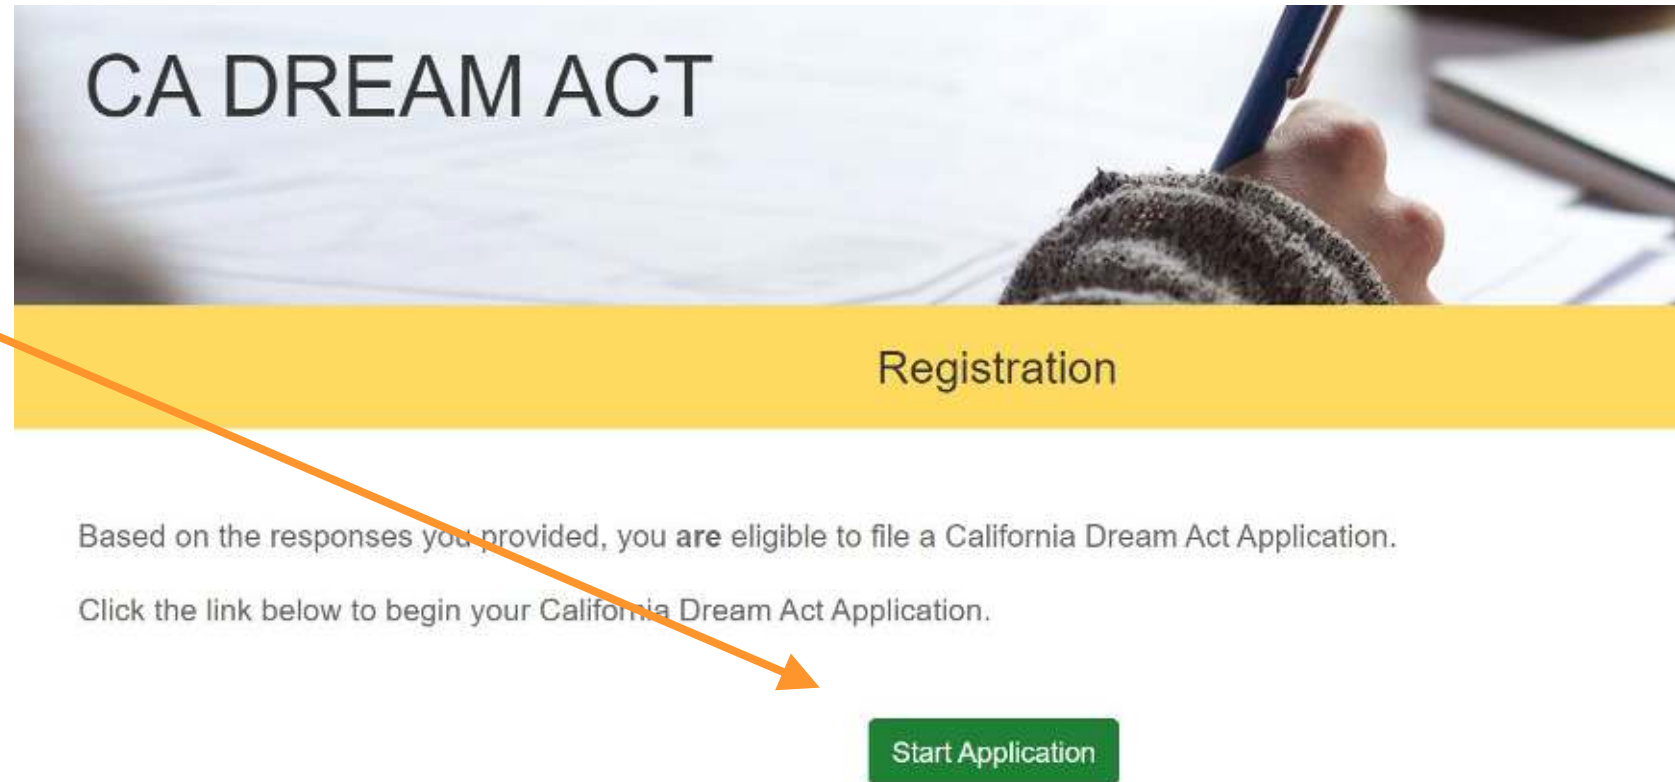 CA DREAM ACT
Registration
Based on the responses you provided, you are eligible to file a California Dream Act Application.
Click the link below to begin your California Dream Act Application.
Start Application